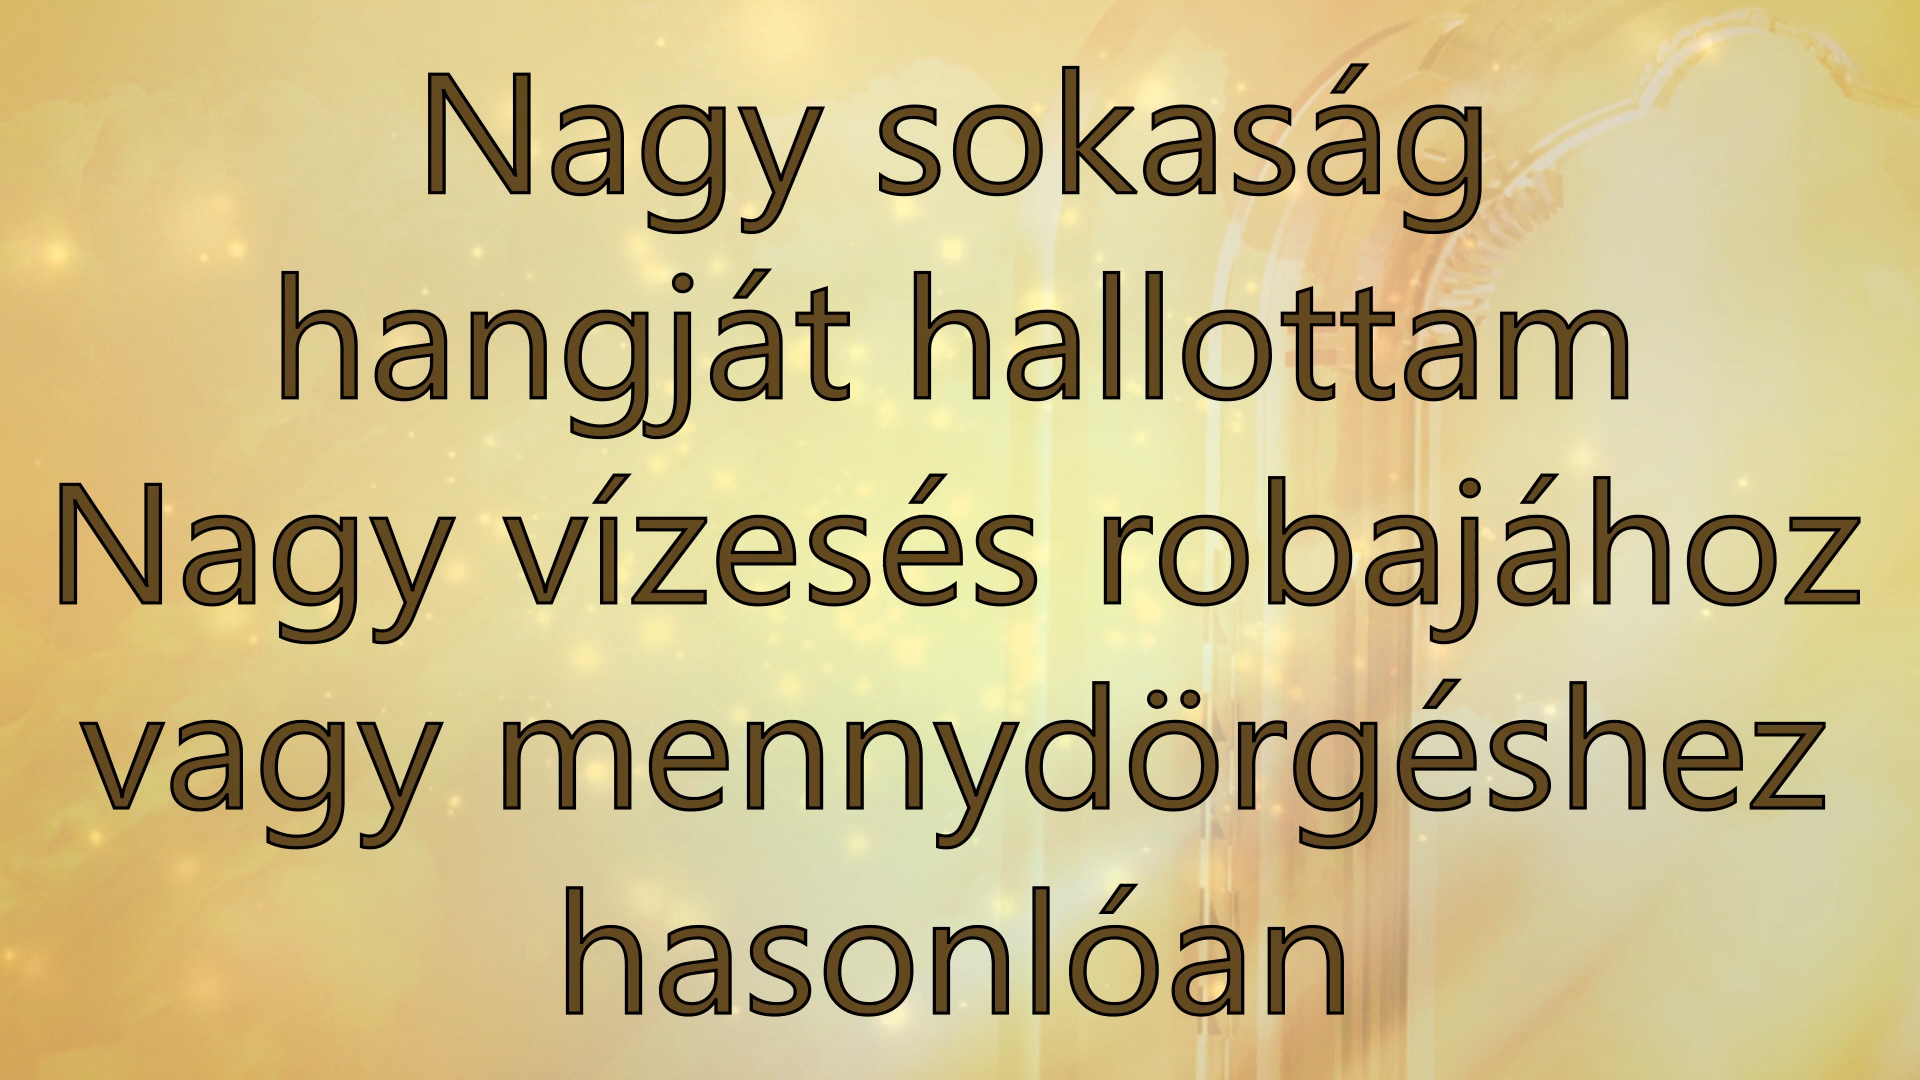 Nagy sokaság
hangját hallottam
Nagy vízesés robajához
vagy mennydörgéshez
hasonlóan